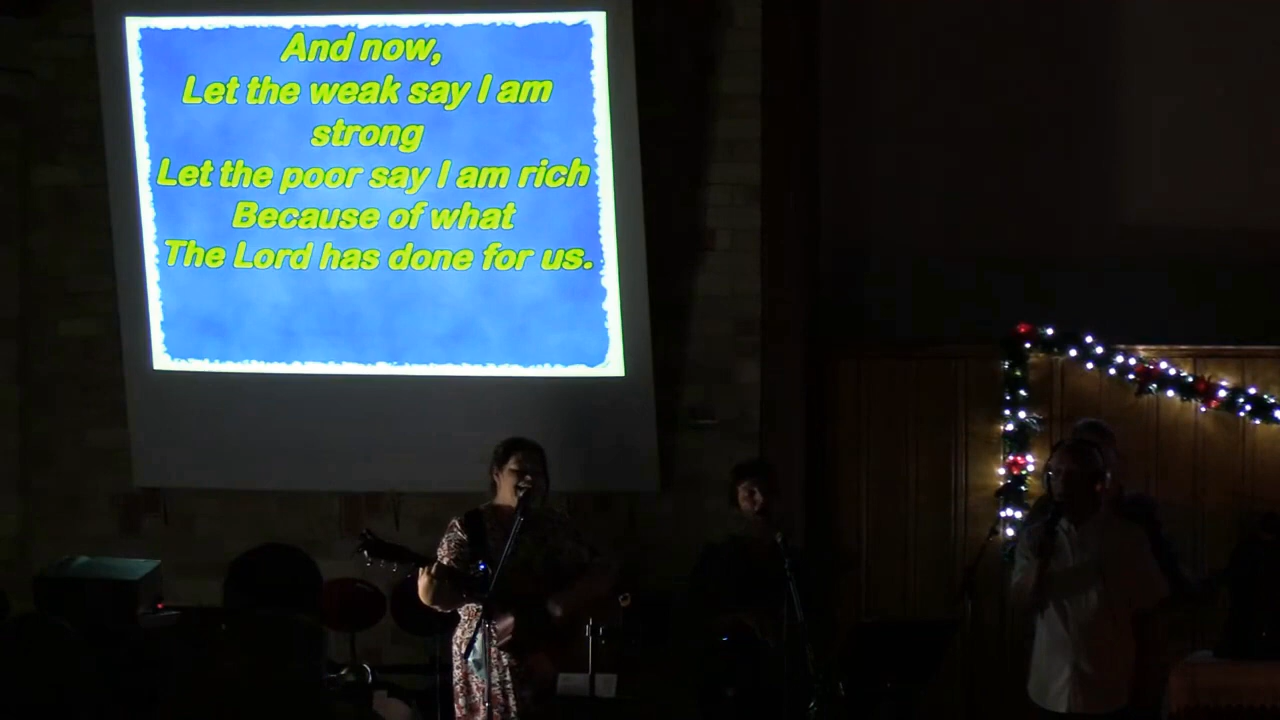 And now,
Let the weak say I am
strong
Let the poor say I am rich
Because of what
The Lord has done for us.